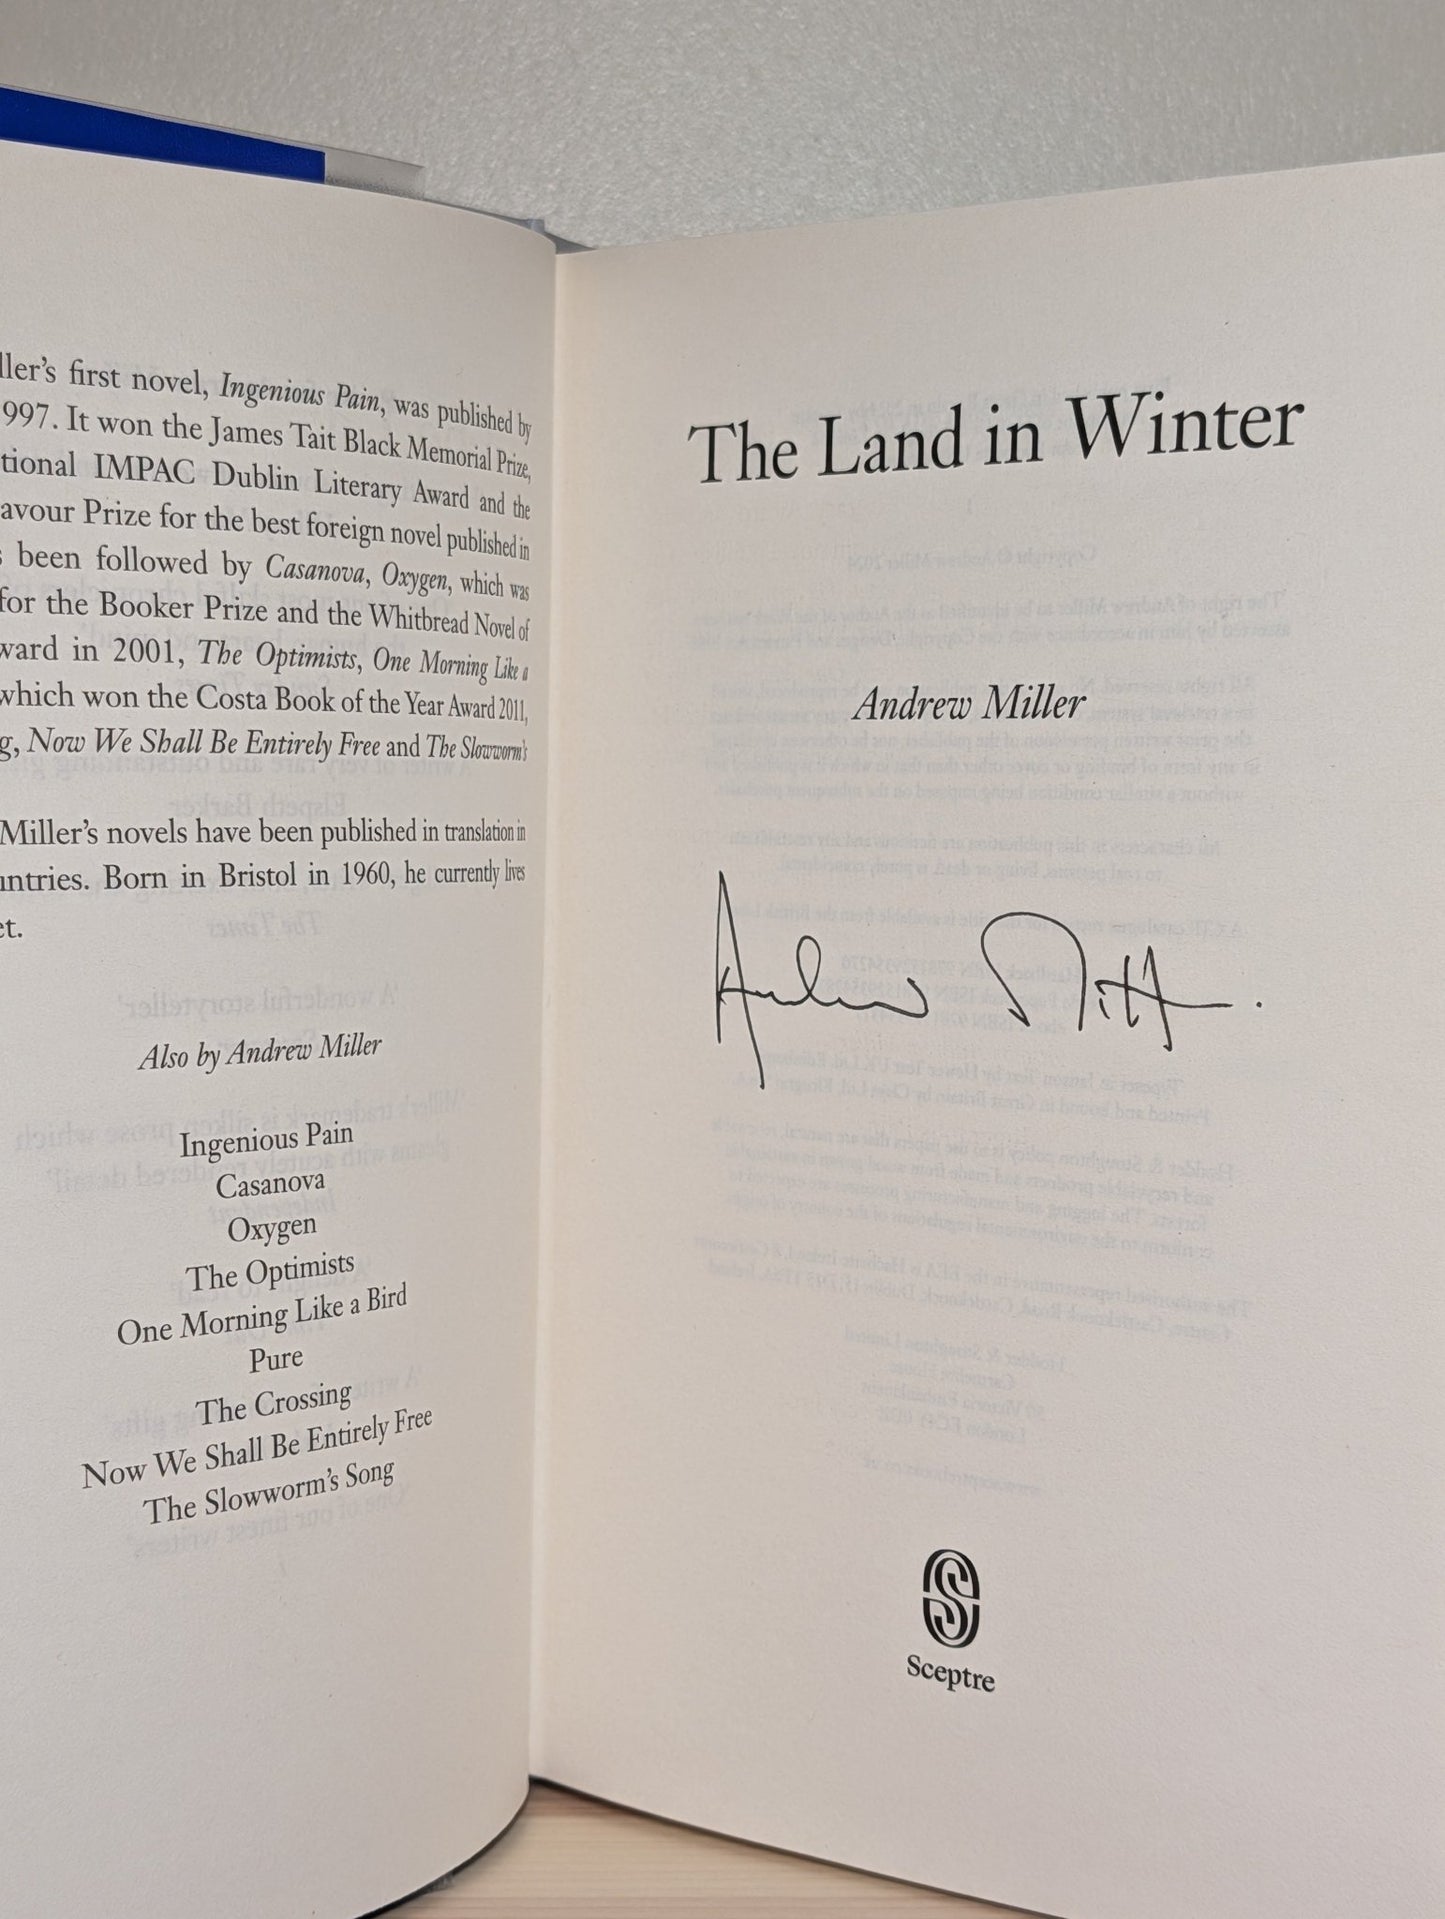 ller's first novel, Ingenious Pain, was published by
997. It won the James Tait Black Memorial Prize,
tional IMPAC Dublin Literary Award and the
avour Prize for the best foreign novel published in
been followed by Casanova, Oxygen, which was
for the Booker Prize and the Whitbread Novel of
ward in 2001, The Optimists, One Morning Like a
which won the Costa Book of the Year Award 2011,
g, Now We Shall Be Entirely Free and The Slowworm's
Miller's novels have been published in translation in
untries. Born in Bristol in 1960, he currently lives
et.
Also by Andrew Miller
Ingenious Pain
Casanova
Oxygen
The Optimists
One Morning Like a Bird
Pure
The Crossing
Now We Shall Be Entirely Free
The Slowworm's Song
The Land in Winter
Andrew Miller
Andrew Miller.
Sceptre